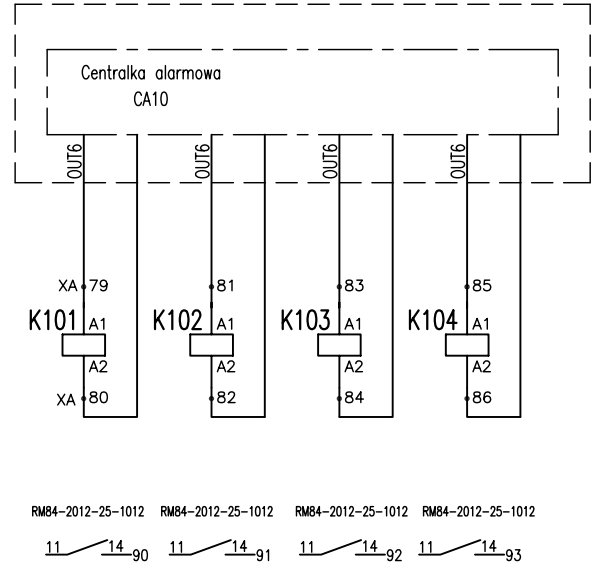 Centralka alarmowa
CA10
OUT6 OUT6 OUT6 OUT6
XA 79 81 83 85
K101 A1 K102 A1 K103 A1 K104 A1
A2 A2 A2 A2
XA 80 82 84 86
RM84-2012-25-1012 RM84-2012-25-1012 RM84-2012-25-1012 RM84-2012-25-1012
11 14 90 11 14 91 11 14 92 11 14 93